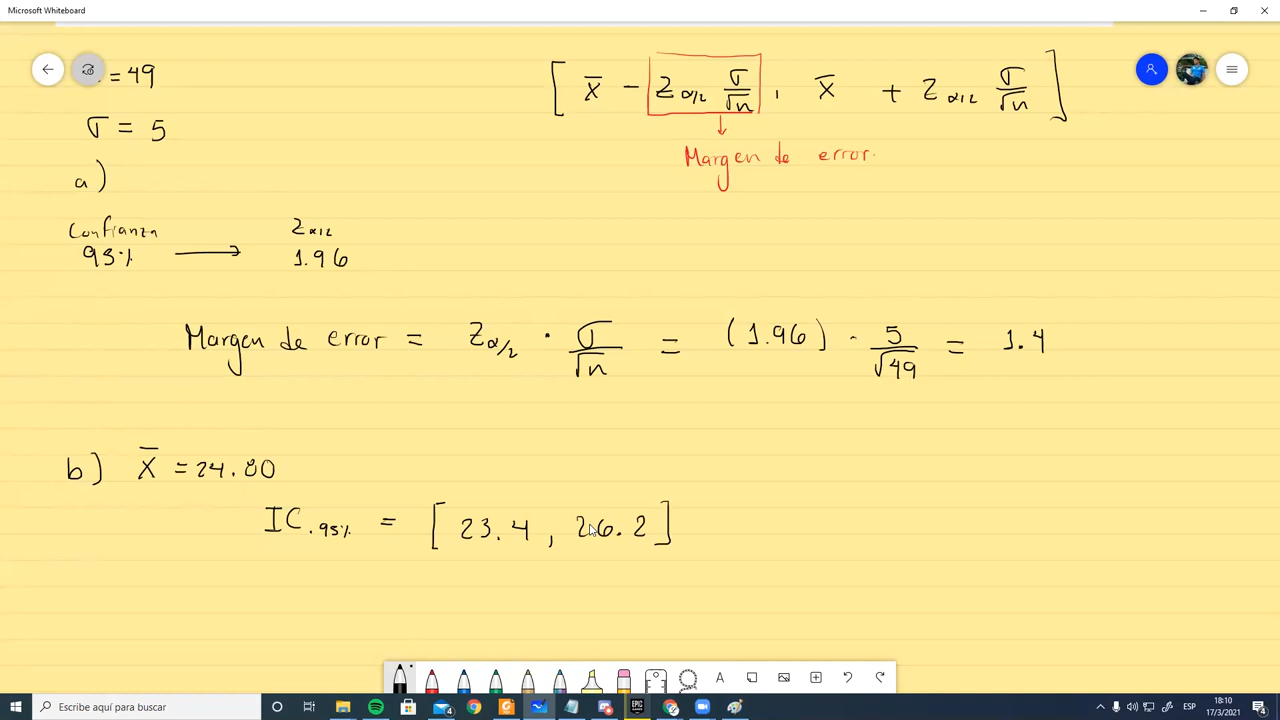 Microsoft Whiteboard
= 49
[ X̄ − Z α/2 σ/√n , X̄ + Z α/2 σ/√n ]
σ = 5
Margen de error.
a)
Confianza Z α/2
95% → 1.96
Margen de error = Z α/2 · σ/√n = (1.96) · 5/√49 = 1.4
b) X̄ = 24.80
IC.95% = [ 23.4 , 26.2 ]
Escribe aquí para buscar
ESP
18:10
17/3/2021